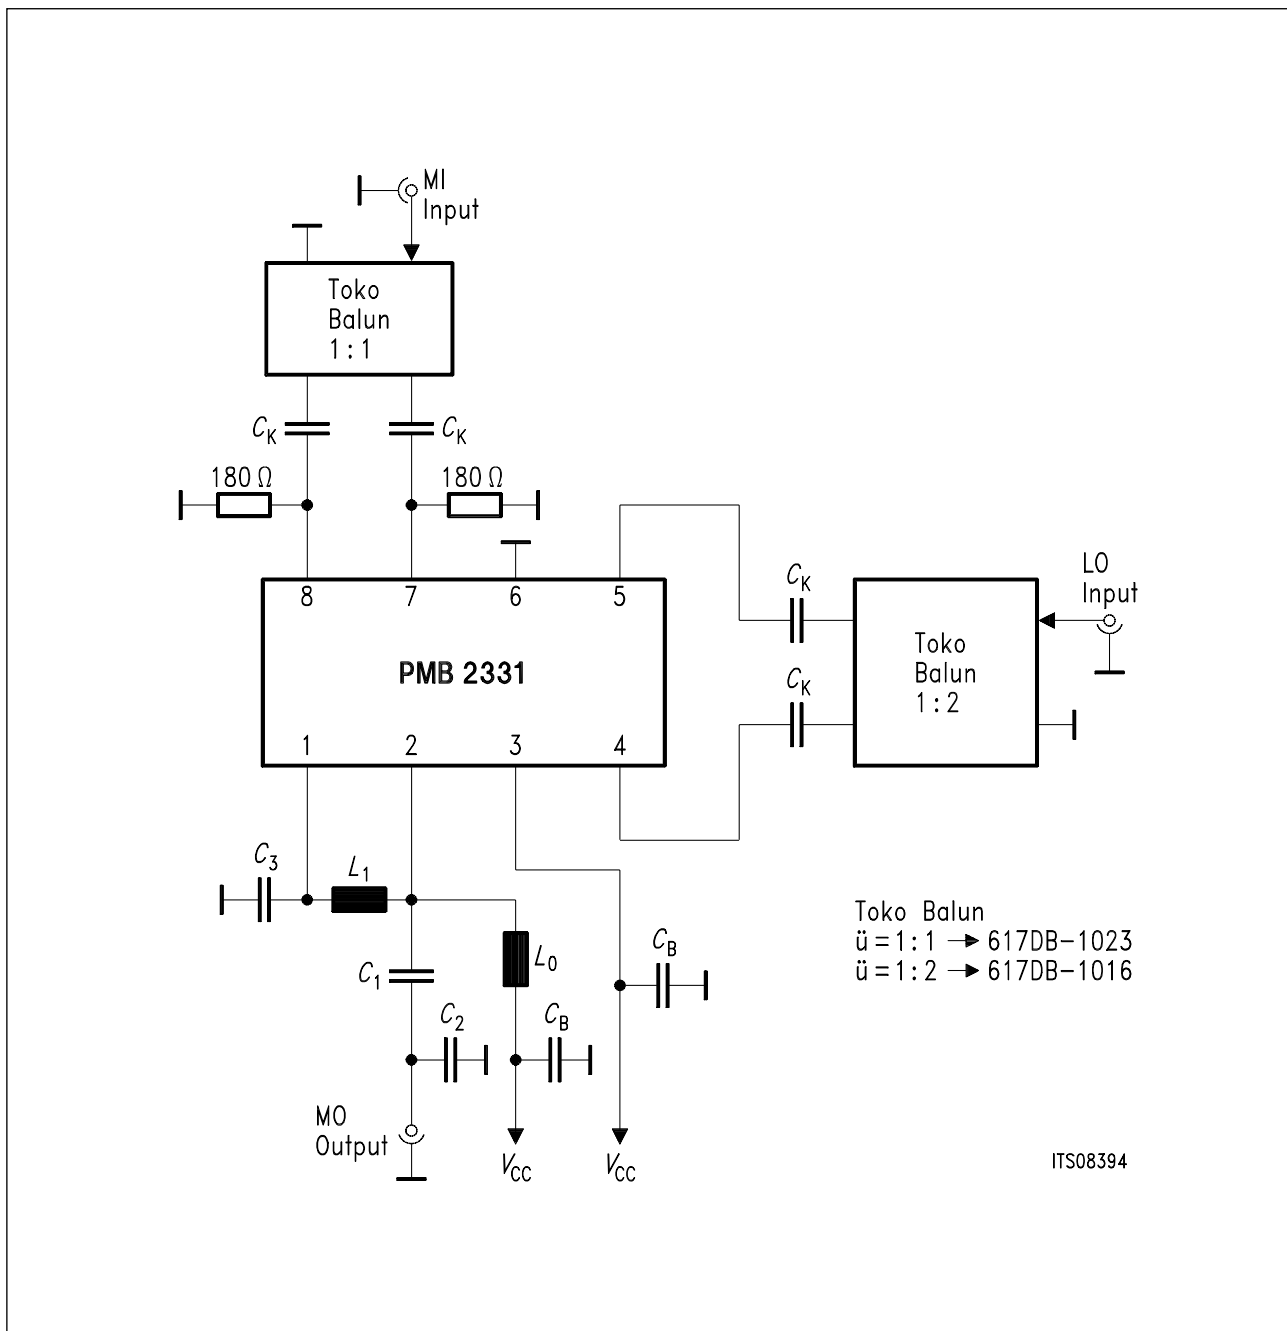 MI
Input
Toko
Balun
1 : 1
CK
CK
180 Ω
180 Ω
8
7
6
5
CK
LO
Input
PMB 2331
Toko
Balun
1 : 2
CK
1
2
3
4
C3
L1
Toko Balun
ü = 1 : 1 → 617DB-1023
ü = 1 : 2 → 617DB-1016
C1
L0
CB
C2
CB
MO
Output
VCC
VCC
ITS08394